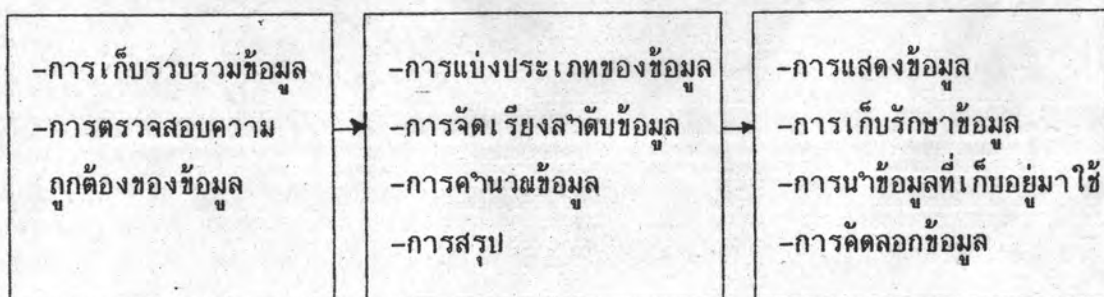 -การเก็บรวบรวมข้อมูล
-การตรวจสอบความ
ถูกต้องของข้อมูล
-การแบ่งประเภทของข้อมูล
-การจัดเรียงลำดับข้อมูล
-การคำนวณข้อมูล
-การสรุป
-การแสดงข้อมูล
-การเก็บรักษาข้อมูล
-การนำข้อมูลที่เก็บอยู่มาใช้
-การคัดลอกข้อมูล